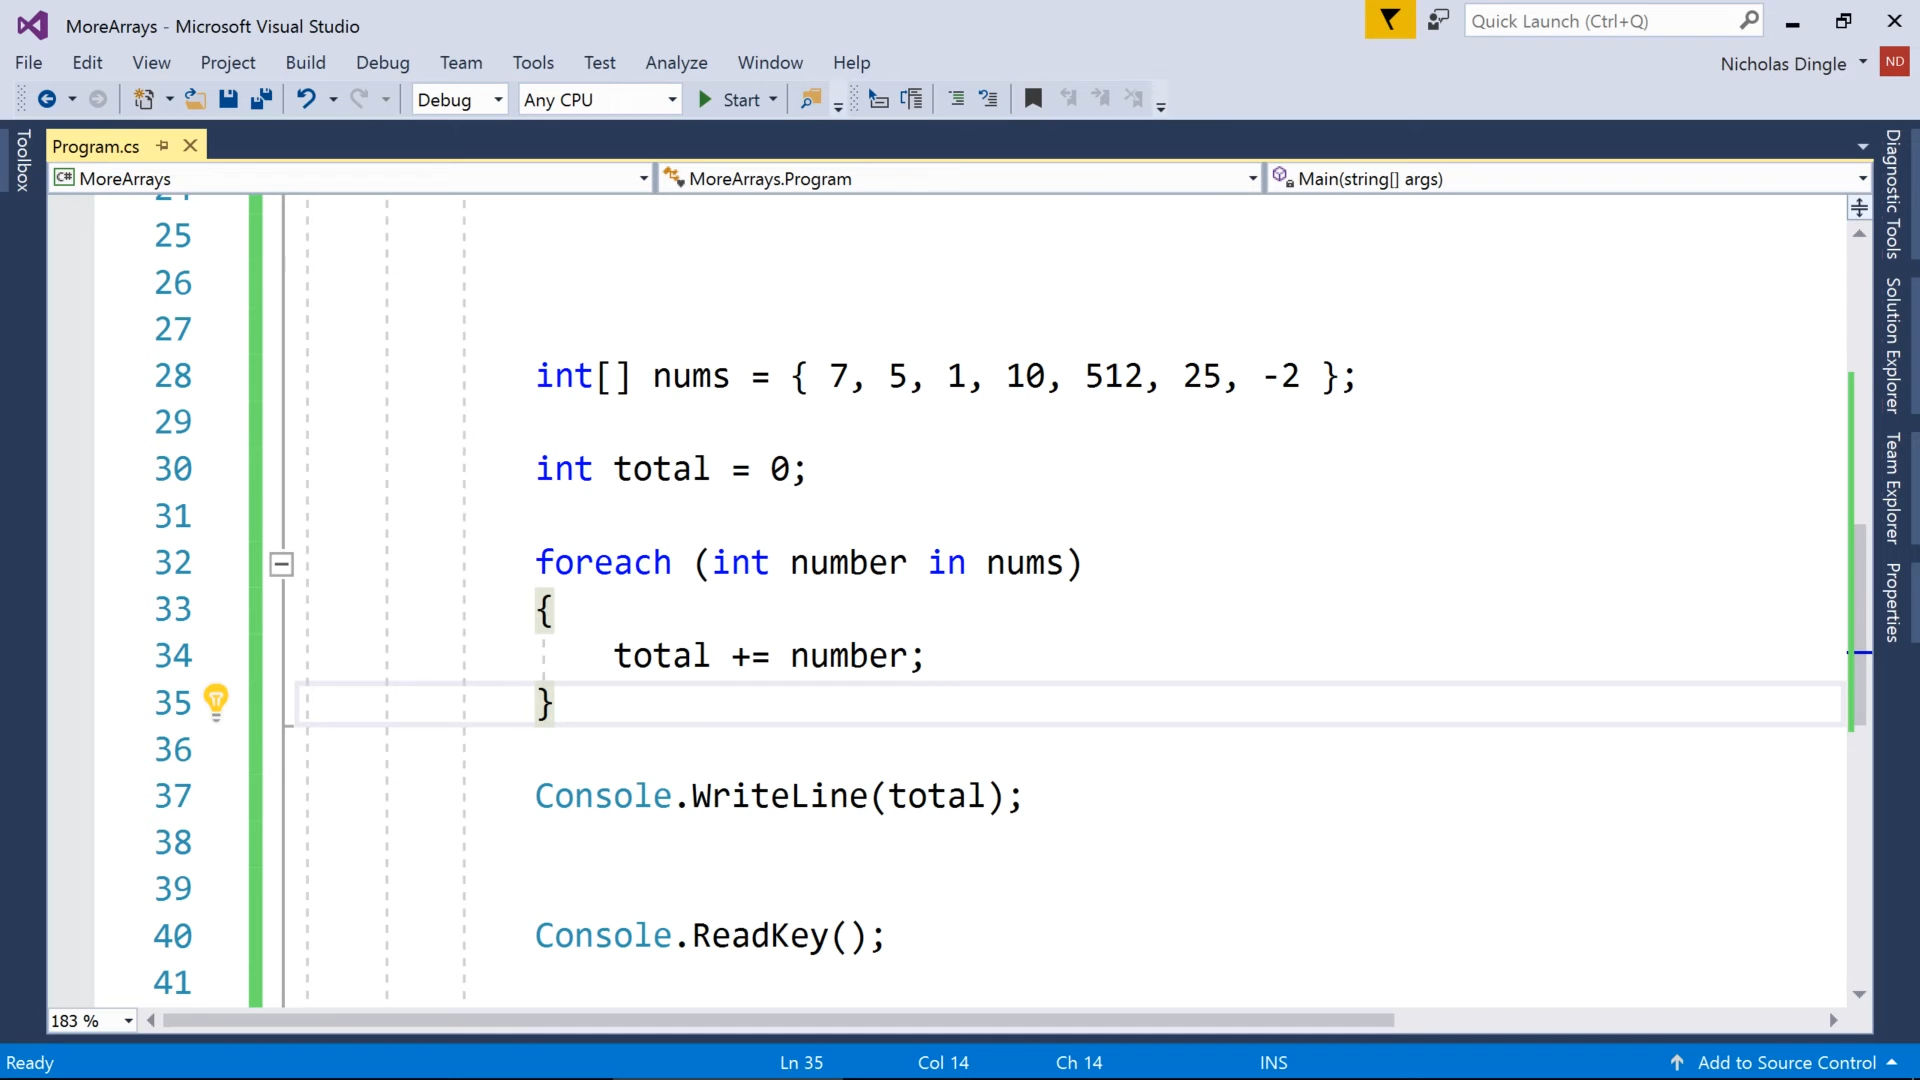 MoreArrays - Microsoft Visual Studio
Quick Launch (Ctrl+Q)
File Edit View Project Build Debug Team Tools Test Analyze Window Help
Nicholas Dingle ND
Debug Any CPU Start
Toolbox
Program.cs
C# MoreArrays MoreArrays.Program Main(string[] args)
25
26
27
28 int[] nums = { 7, 5, 1, 10, 512, 25, -2 };
29
30 int total = 0;
31
32 foreach (int number in nums)
33 {
34 total += number;
35 }
36
37 Console.WriteLine(total);
38
39
40 Console.ReadKey();
41
183 %
Diagnostic Tools
Solution Explorer
Team Explorer
Properties
Ready Ln 35 Col 14 Ch 14 INS Add to Source Control